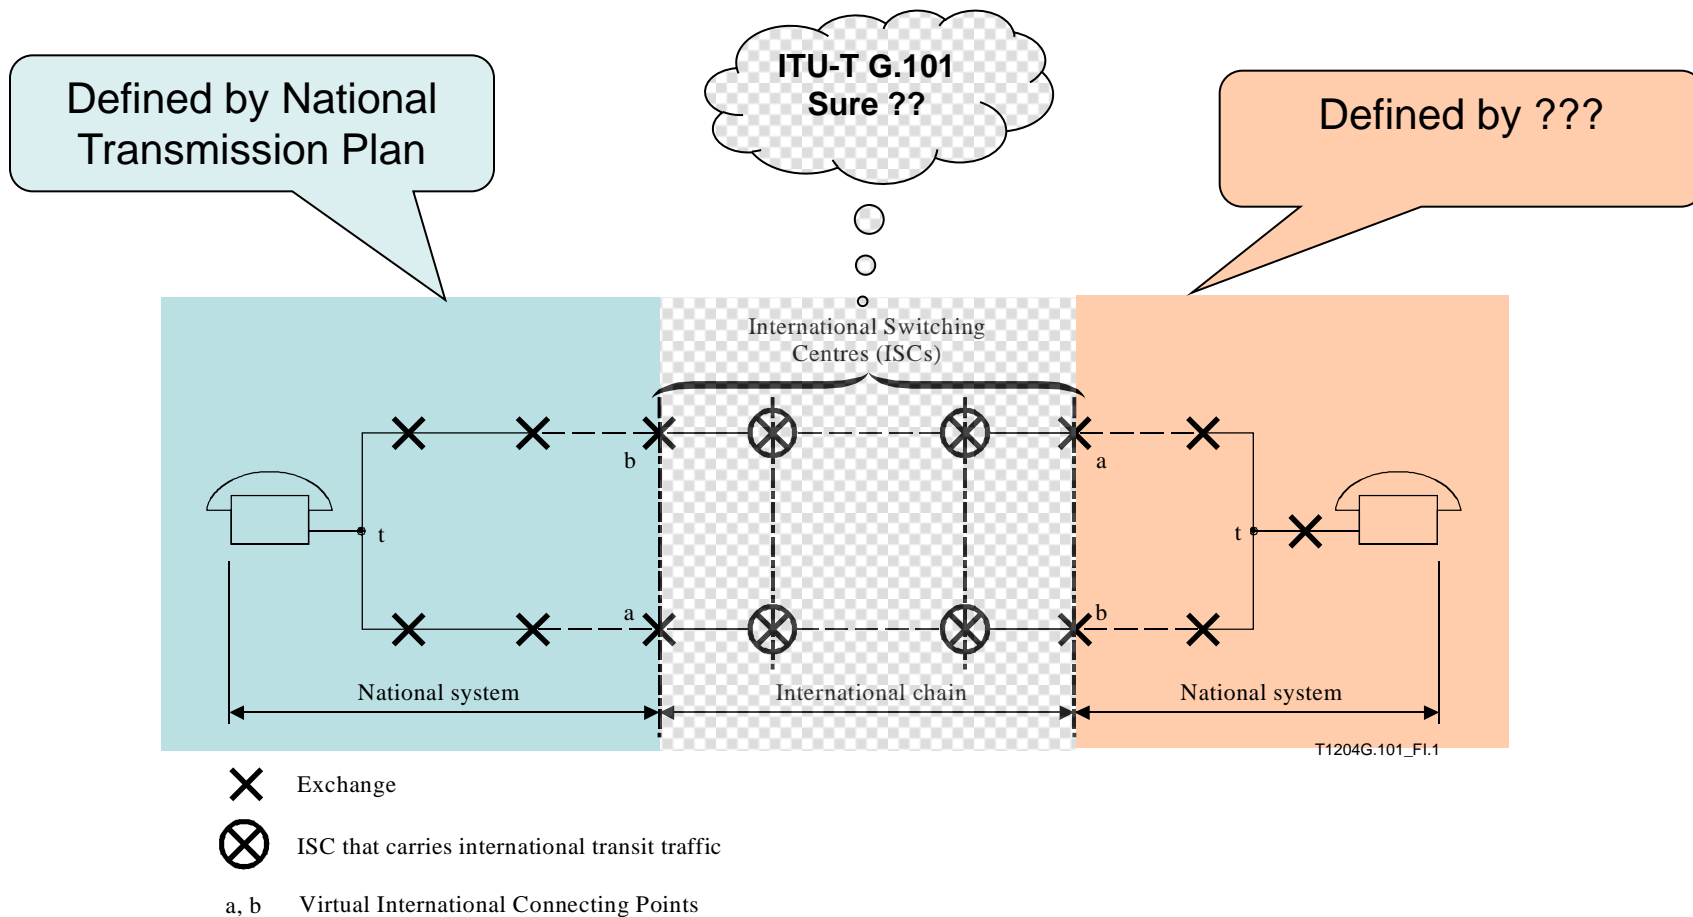 ITU-T G.101
Sure ??
Defined by National
Transmission Plan
Defined by ???
International Switching
Centres (ISCs)
b
a
t
t
a
b
National system
International chain
National system
T1204G.101_FI.1
Exchange
ISC that carries international transit traffic
a, b Virtual International Connecting Points